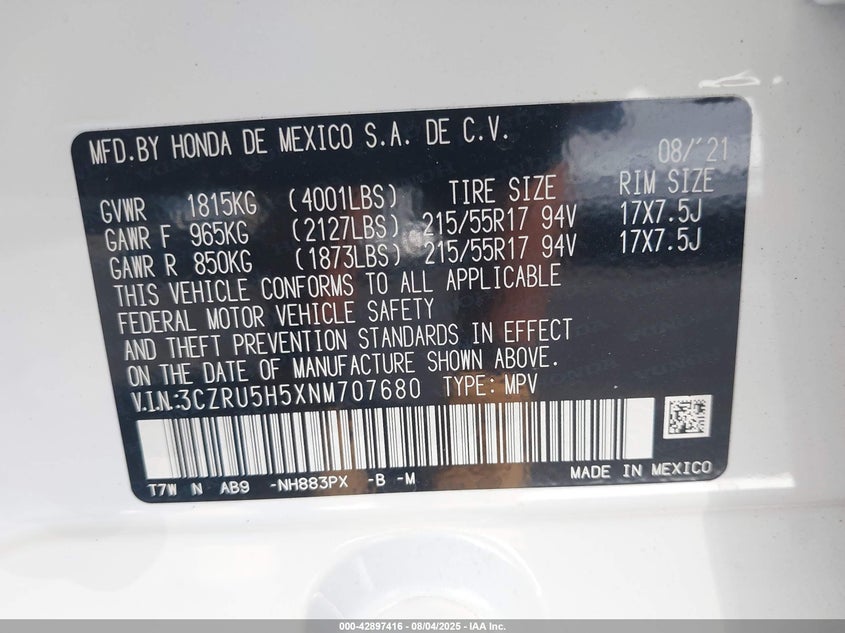 MFD.BY HONDA DE MEXICO S.A. DE C.V. 08/'21
GVWR 1815KG (4001LBS) TIRE SIZE RIM SIZE
GAWR F 965KG (2127LBS) 215/55R17 94V 17X7.5J
GAWR R 850KG (1873LBS) 215/55R17 94V 17X7.5J
THIS VEHICLE CONFORMS TO ALL APPLICABLE
FEDERAL MOTOR VEHICLE SAFETY
AND THEFT PREVENTION STANDARDS IN EFFECT
ON THE DATE OF MANUFACTURE SHOWN ABOVE.
V.I.N:3CZRU5H5XNM707680 TYPE: MPV
T7W N AB9 -NH883PX -B -M MADE IN MEXICO
000-42897416 - 08/04/2025 - IAA Inc.